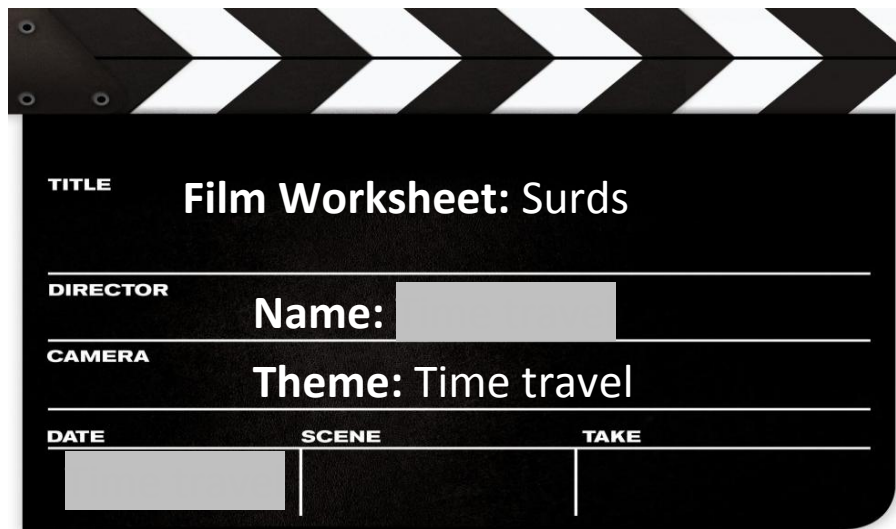 TITLE
Film Worksheet: Surds
DIRECTOR
Name:
CAMERA
Theme: Time travel
DATE SCENE TAKE